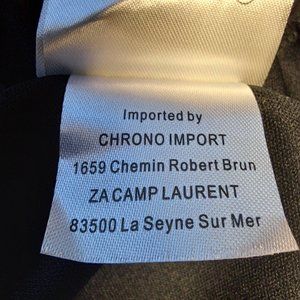 Imported by
CHRONO IMPORT
1659 Chemin Robert Brun
ZA CAMP LAURENT
83500 La Seyne Sur Mer